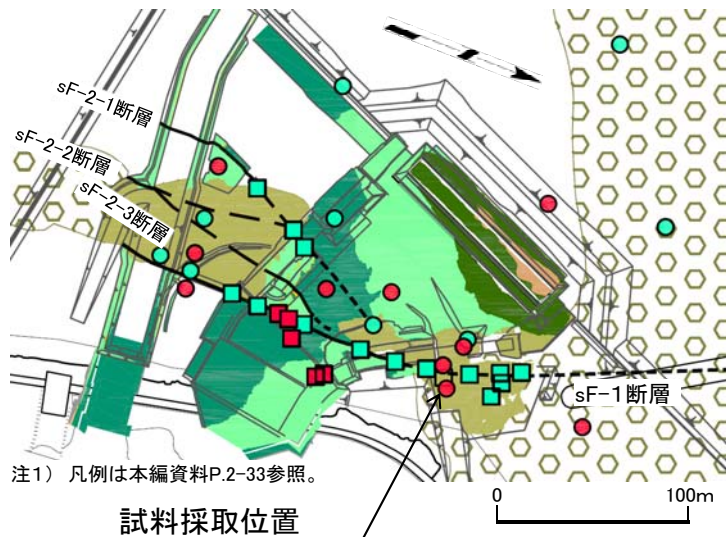 sF-2-1断層
sF-2-2断層
sF-2-3断層
sF-1断層
注1） 凡例は本編資料P.2-33参照。
試料採取位置
0 100m